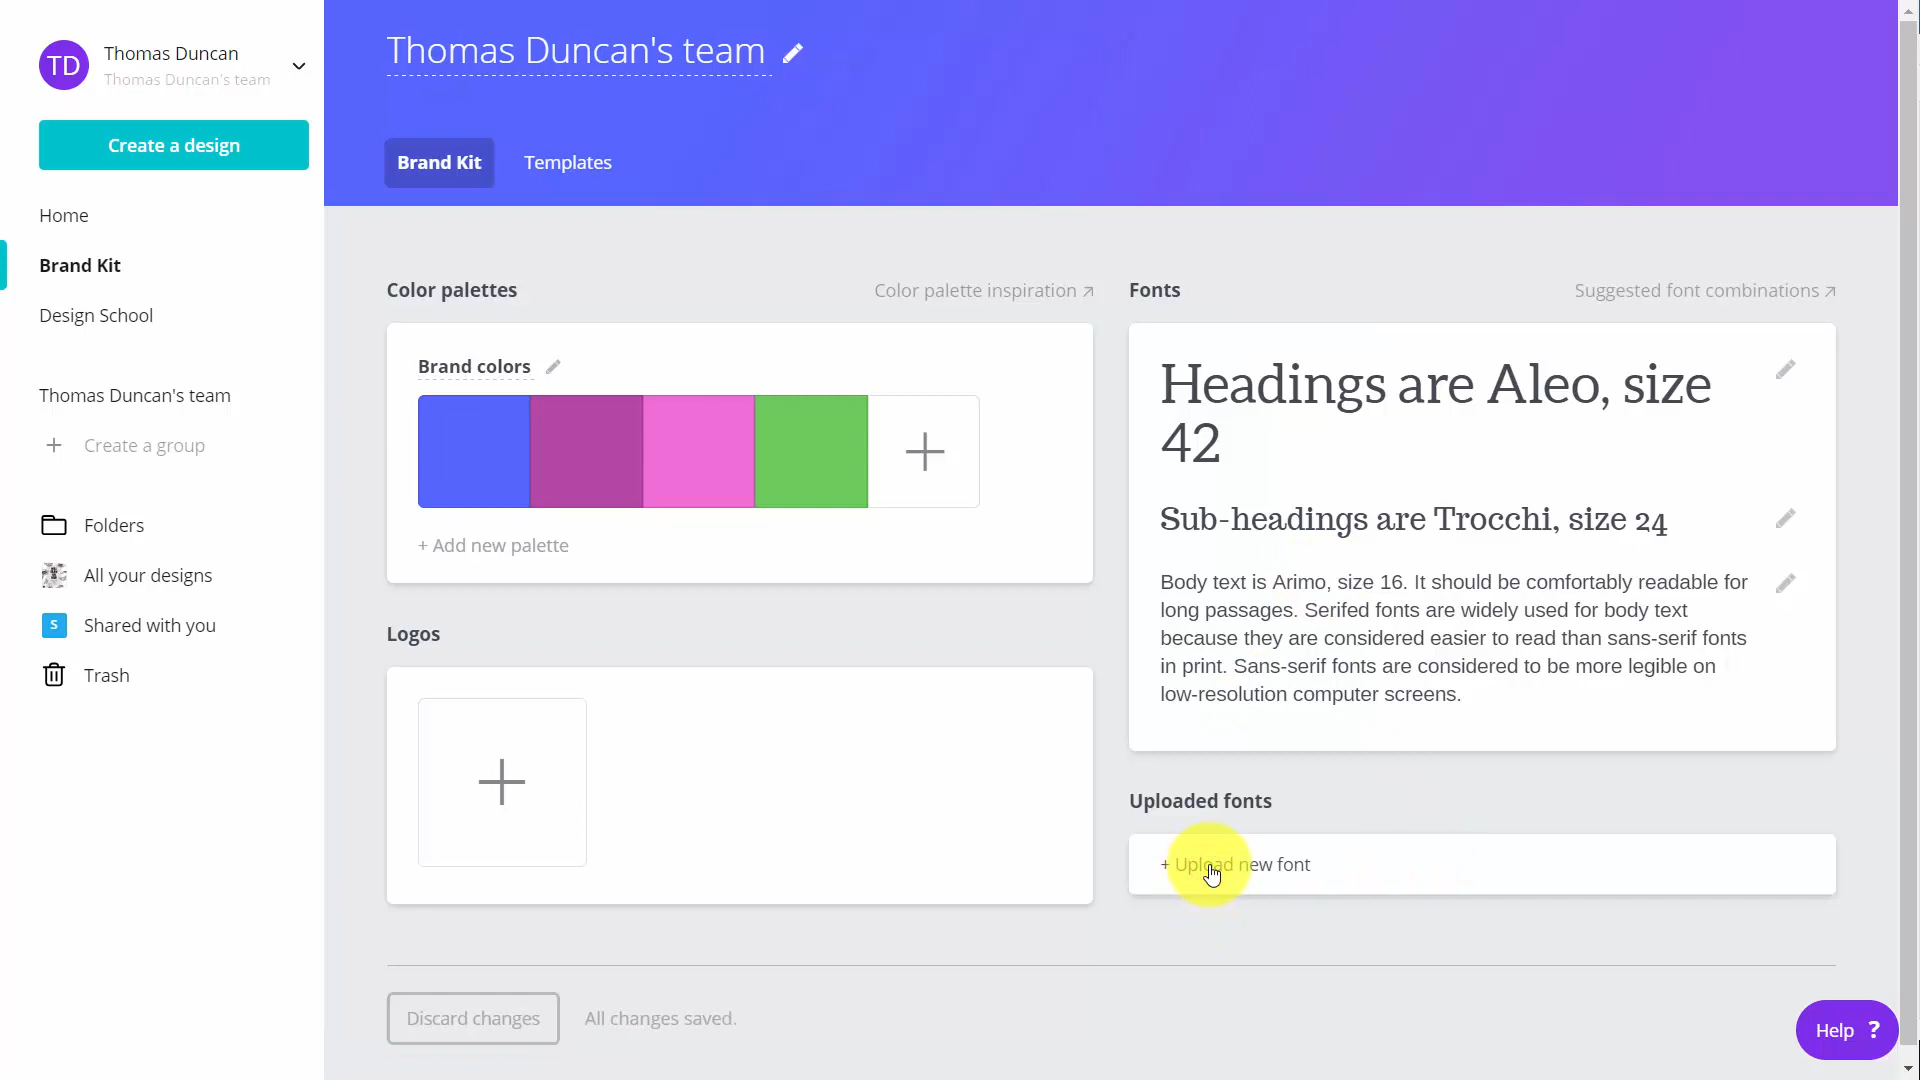 TD
Thomas Duncan
Thomas Duncan's team
Create a design
Home
Brand Kit
Design School
Thomas Duncan's team
+ Create a group
Folders
All your designs
S
Shared with you
Trash
Thomas Duncan's team
Brand Kit
Templates
Color palettes
Color palette inspiration ↗
Brand colors
+ Add new palette
Logos
Fonts
Suggested font combinations ↗
Headings are Aleo, size
42
Sub-headings are Trocchi, size 24
Body text is Arimo, size 16. It should be comfortably readable for
long passages. Serifed fonts are widely used for body text
because they are considered easier to read than sans-serif fonts
in print. Sans-serif fonts are considered to be more legible on
low-resolution computer screens.
Uploaded fonts
+ Upload new font
Discard changes
All changes saved.
Help ?